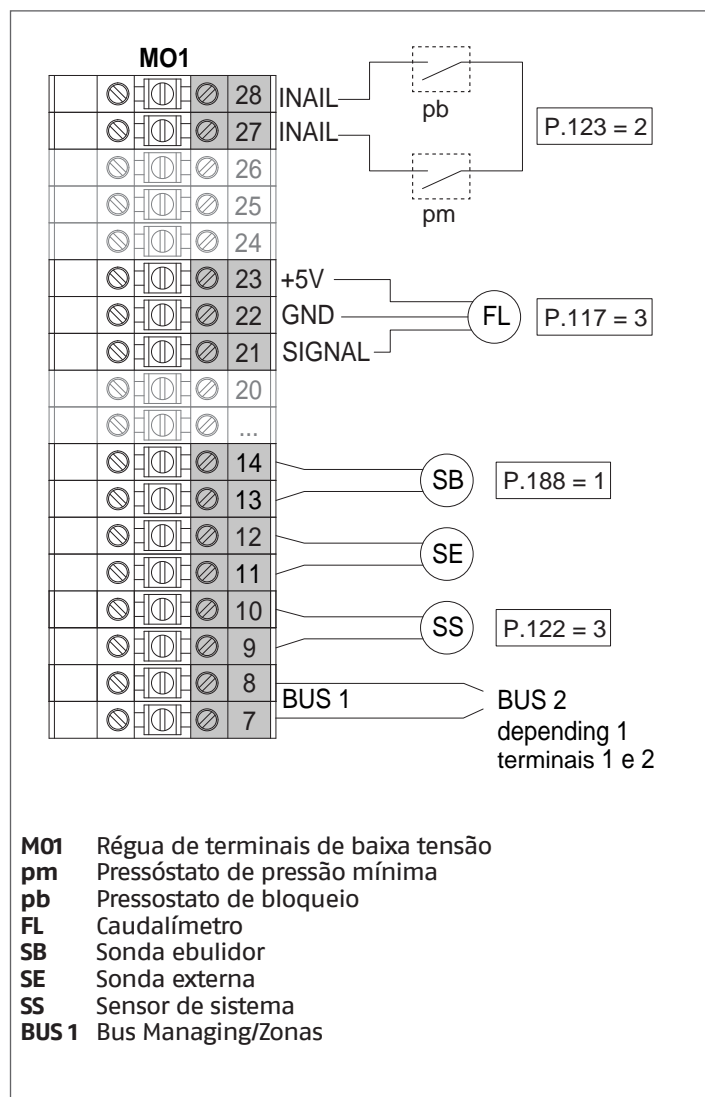 MO1
28 INAIL
pb
27 INAIL
P.123 = 2
26
pm
25
24
23 +5V
22 GND
FL
P.117 = 3
21 SIGNAL
20
...
14
SB
P.188 = 1
13
12
SE
11
10
SS
P.122 = 3
9
8
BUS 1
BUS 2
7
depending 1
terminais 1 e 2
MO1 Régua de terminais de baixa tensão
pm Pressóstato de pressão mínima
pb Pressostato de bloqueio
FL Caudalímetro
SB Sonda ebulidor
SE Sonda externa
SS Sensor de sistema
BUS 1 Bus Managing/Zonas